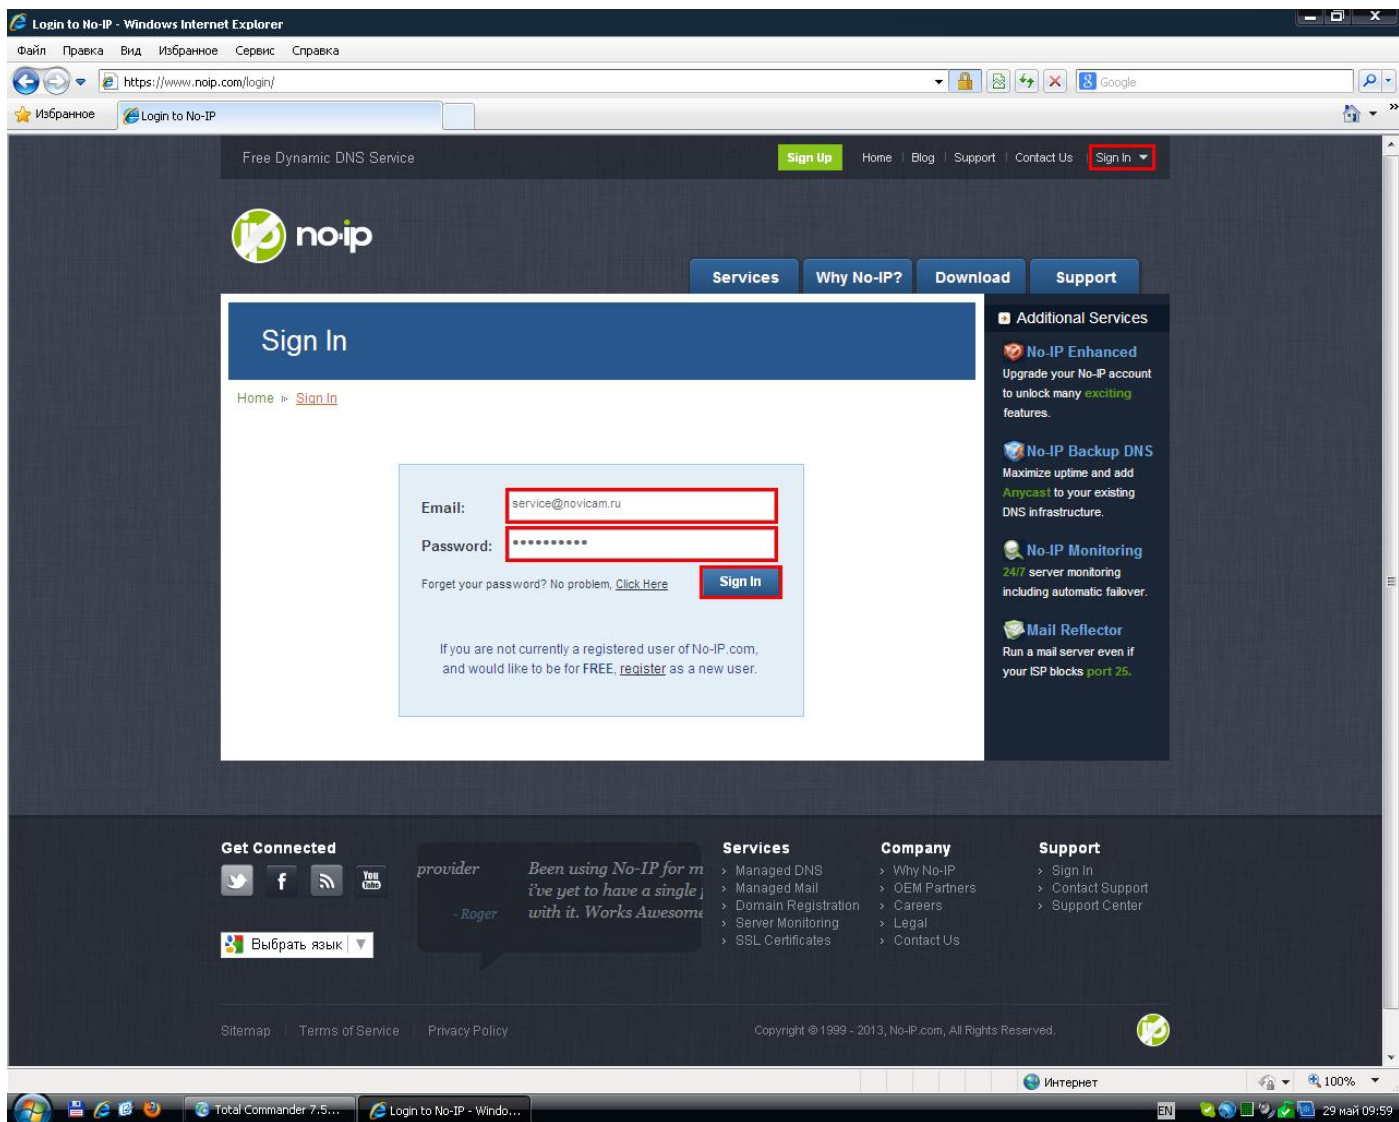 Login to No-IP - Windows Internet Explorer
Файл Правка Вид Избранное Сервис Справка
https://www.noip.com/login/
Google
Избранное
Login to No-IP
Free Dynamic DNS Service
Sign Up
Home | Blog | Support | Contact Us | Sign In
no·ip
Services
Why No-IP?
Download
Support
Sign In
Home
Sign In
Email:
service@novicam.ru
Password:
••••••••••
Forget your password? No problem, Click Here
Sign In
If you are not currently a registered user of No-IP.com,
and would like to be for FREE, register as a new user.
Additional Services
No-IP Enhanced
Upgrade your No-IP account
to unlock many exciting
features.
No-IP Backup DNS
Maximize uptime and add
Anycast to your existing
DNS infrastructure.
No-IP Monitoring
24/7 server monitoring
including automatic failover.
Mail Reflector
Run a mail server even if
your ISP blocks port 25.
Get Connected
You Tube
Выбрать язык
provider
- Roger
Been using No-IP for m
i've yet to have a single
with it. Works Awesome
Services
Managed DNS
Managed Mail
Domain Registration
Server Monitoring
SSL Certificates
Company
Why No-IP
OEM Partners
Careers
Legal
Contact Us
Support
Sign In
Contact Support
Support Center
Sitemap | Terms of Service | Privacy Policy
Copyright © 1999 - 2013, No-IP.com, All Rights Reserved.
Интернет
100%
Total Commander 7.5...
Login to No-IP - Windo...
EN
29 май 09:59